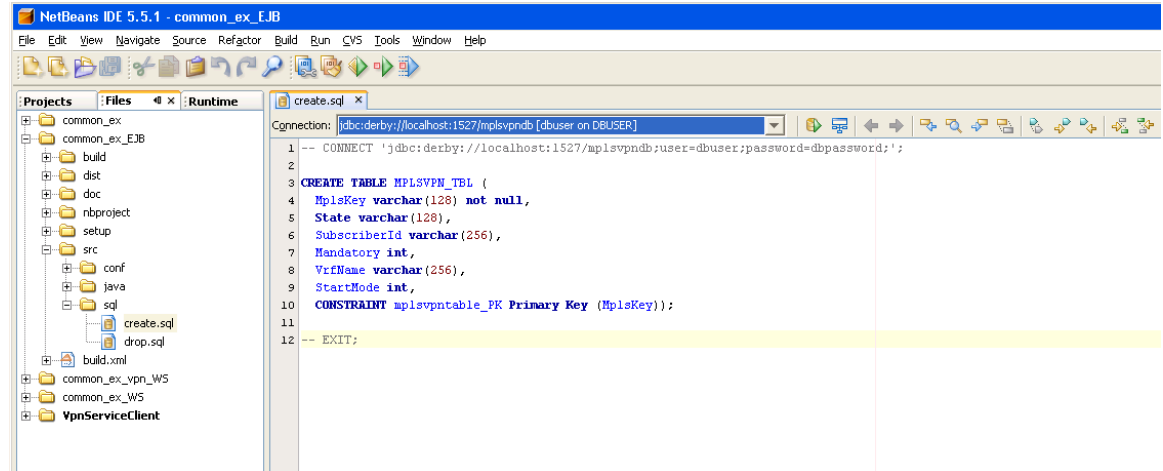 NetBeans IDE 5.5.1 - common_ex_EJB
File Edit View Navigate Source Refactor Build Run CVS Tools Window Help
Projects Files Runtime
common_ex
common_ex_EJB
build
dist
doc
nbproject
setup
src
conf
java
sql
create.sql
drop.sql
build.xml
common_ex_vpn_WS
common_ex_WS
VpnServiceClient
create.sql
Connection: jdbc:derby://localhost:1527/mplsvpndb [dbuser on DBUSER]
1 -- CONNECT 'jdbc:derby://localhost:1527/mplsvpndb;user=dbuser;password=dbpassword;';
2
3 CREATE TABLE MPLSVPN_TBL (
4 MplsKey varchar(128) not null,
5 State varchar(128),
6 SubscriberId varchar(256),
7 Mandatory int,
8 VrfName varchar(256),
9 StartMode int,
10 CONSTRAINT mplsvpntable_PK Primary Key (MplsKey));
11
12 -- EXIT;